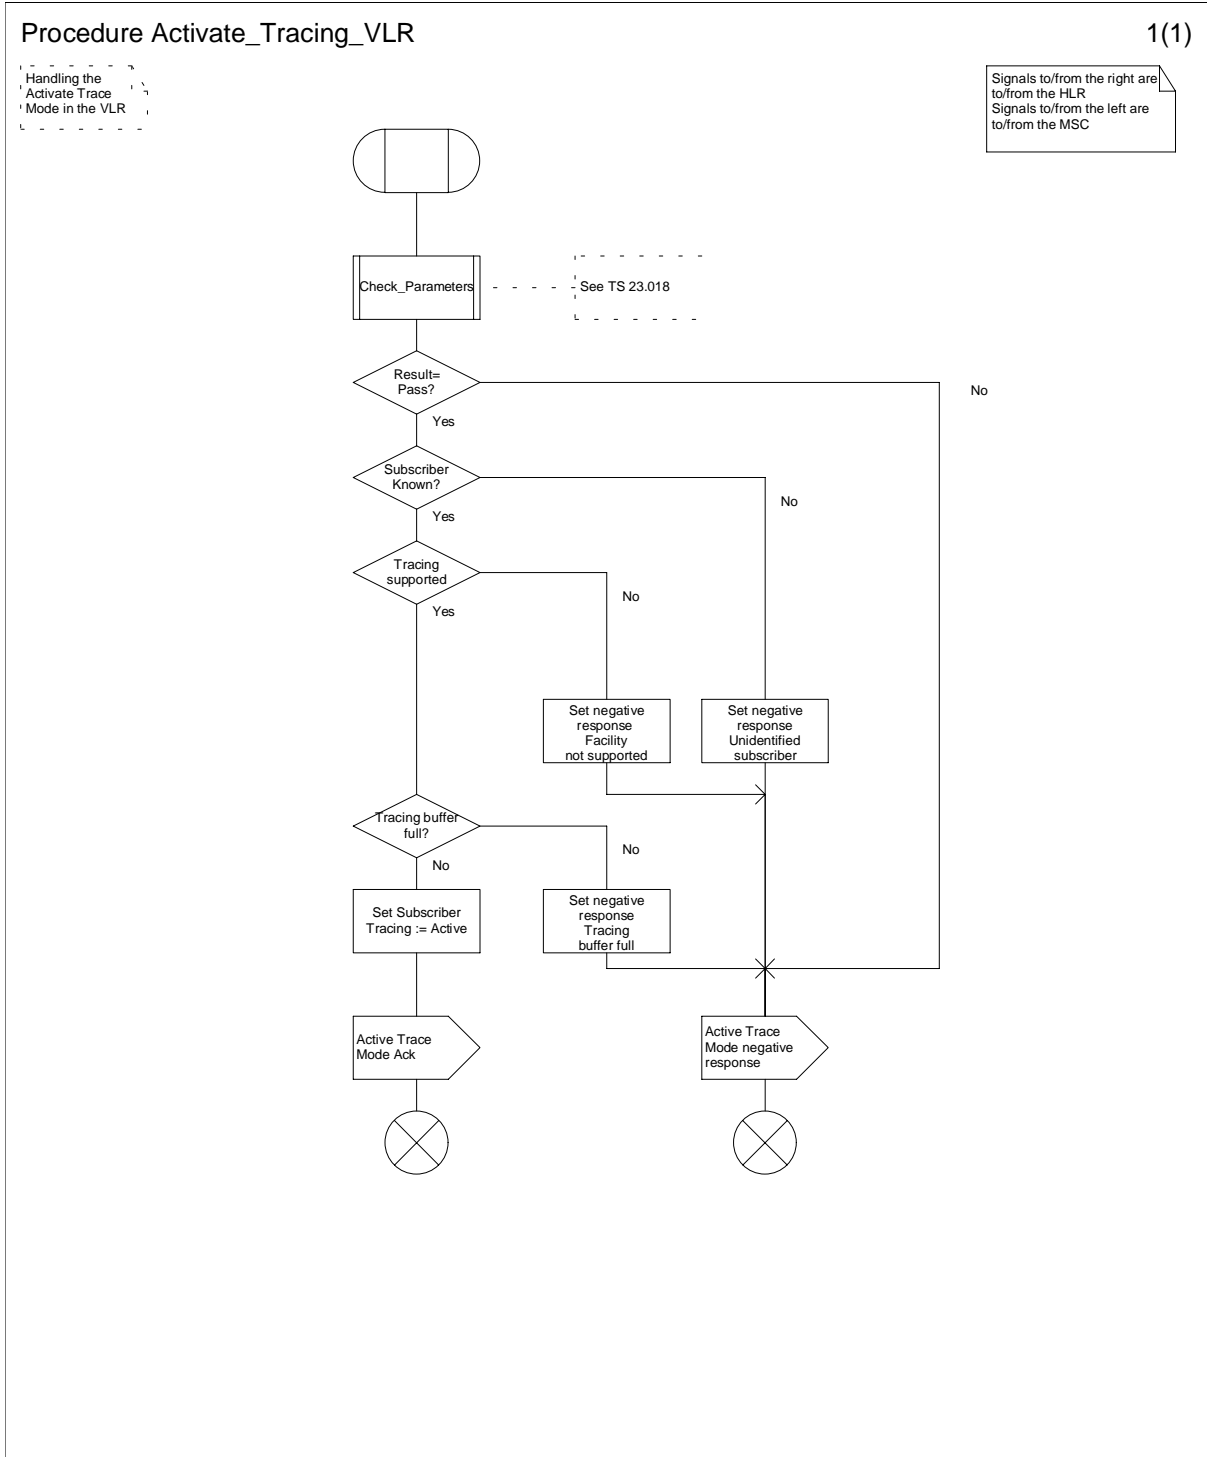 Procedure Activate_Tracing_VLR
1(1)
Handling the
Activate Trace
Mode in the VLR
Signals to/from the right are
to/from the HLR
Signals to/from the left are
to/from the MSC
Check_Parameters
See TS 23.018
Result=
Pass?
No
Yes
Subscriber
Known?
No
Yes
Tracing
supported
No
Yes
Set negative
response
Facility
not supported
Set negative
response
Unidentified
subscriber
Tracing buffer
full?
No
No
Set Subscriber
Tracing := Active
Set negative
response
Tracing
buffer full
Active Trace
Mode Ack
Active Trace
Mode negative
response